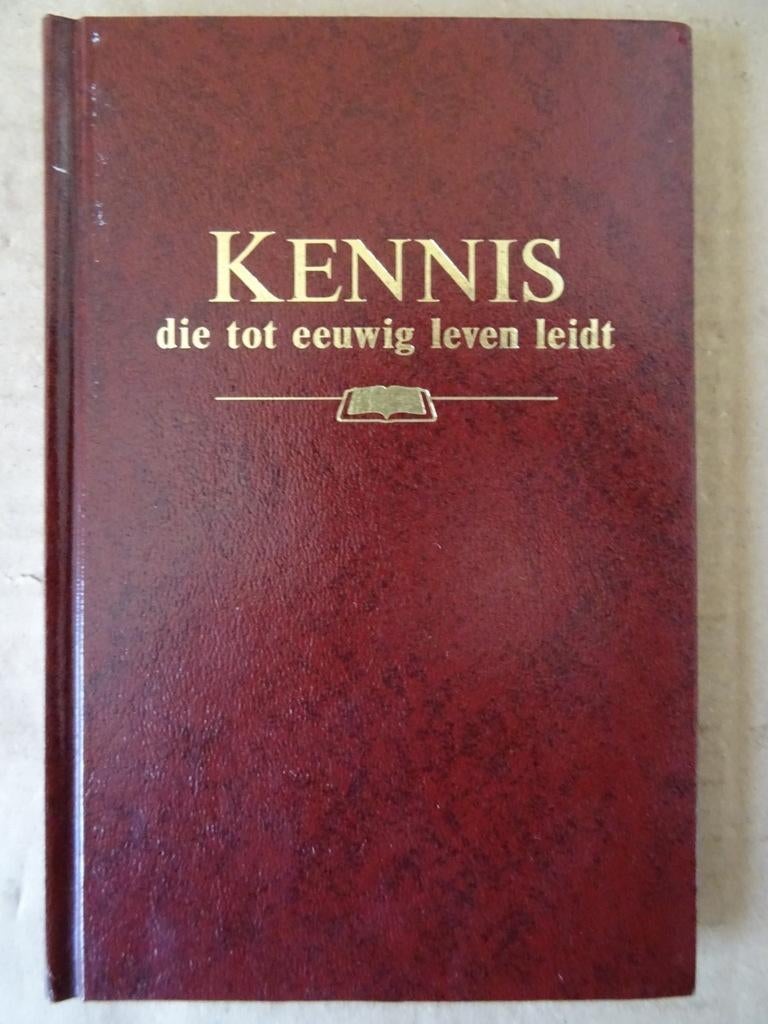 KENNIS
die tot eeuwig leven leidt